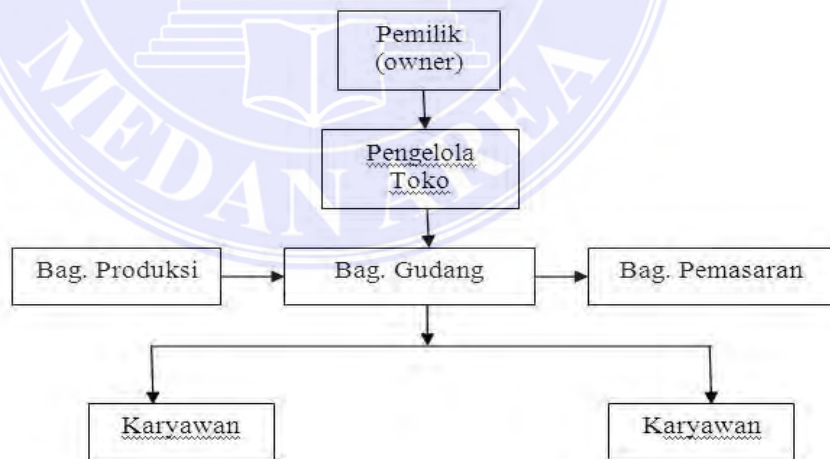 MEDAN AREA
Pemilik
(owner)
Pengelola
Toko
Bag. Produksi
Bag. Gudang
Bag. Pemasaran
Karyawan
Karyawan